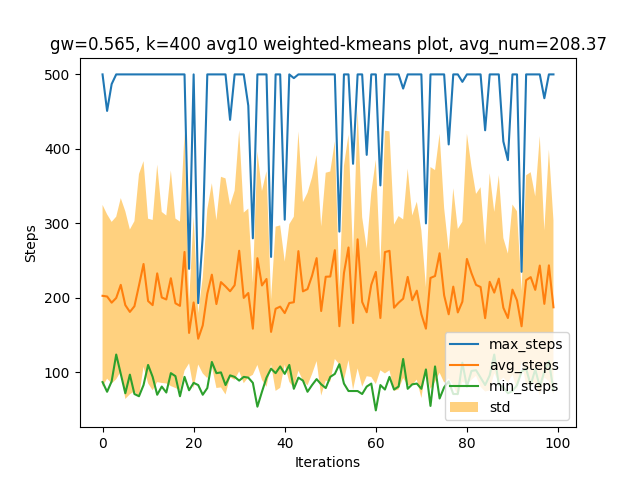 gw=0.565, k=400 avg10 weighted-kmeans plot, avg_num=208.37
500
400
300
200
100
Steps
0
20
40
60
80
100
Iterations
max_steps
avg_steps
min_steps
std